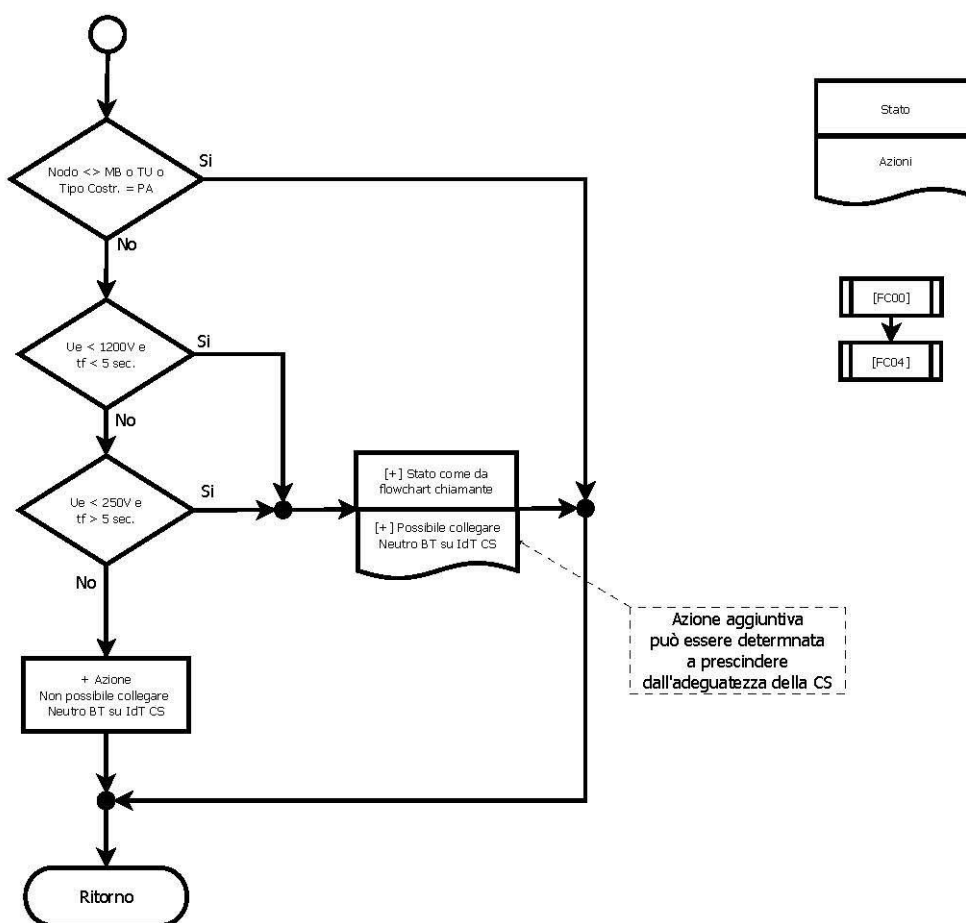 Nodo <> MB o TU o
Tipo Costr. = PA
Si
No
Ue < 1200V e
tf < 5 sec.
Si
No
Ue < 250V e
tf > 5 sec.
Si
No
[+] Stato come da
flowchart chiamante
[+] Possibile collegare
Neutro BT su IdT CS
Azione aggiuntiva
può essere determnata
a prescindere
dall'adeguatezza della CS
+ Azione
Non possibile collegare
Neutro BT su IdT CS
Ritorno
Stato
Azioni
[FC00]
[FC04]